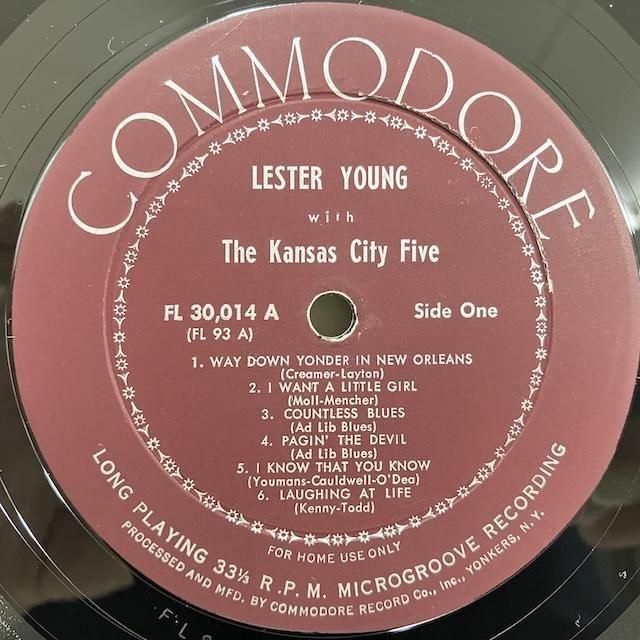 COMMODORE
LESTER YOUNG
with
The Kansas City Five
FL 30,014 A
(FL 93 A)
Side One
1. WAY DOWN YONDER IN NEW ORLEANS
(Creamer-Layton)
2. I WANT A LITTLE GIRL
(Moll-Mencher)
3. COUNTLESS BLUES
(Ad Lib Blues)
4. PAGIN' THE DEVIL
(Ad Lib Blues)
5. I KNOW THAT YOU KNOW
(Youmans-Cauldwell-O'Dea)
6. LAUGHING AT LIFE
(Kenny-Todd)
FOR HOME USE ONLY
LONG PLAYING 33⅓ R.P.M. MICROGROOVE RECORDING
PROCESSED AND MFD. BY COMMODORE RECORD Co., Inc., YONKERS, N.Y.